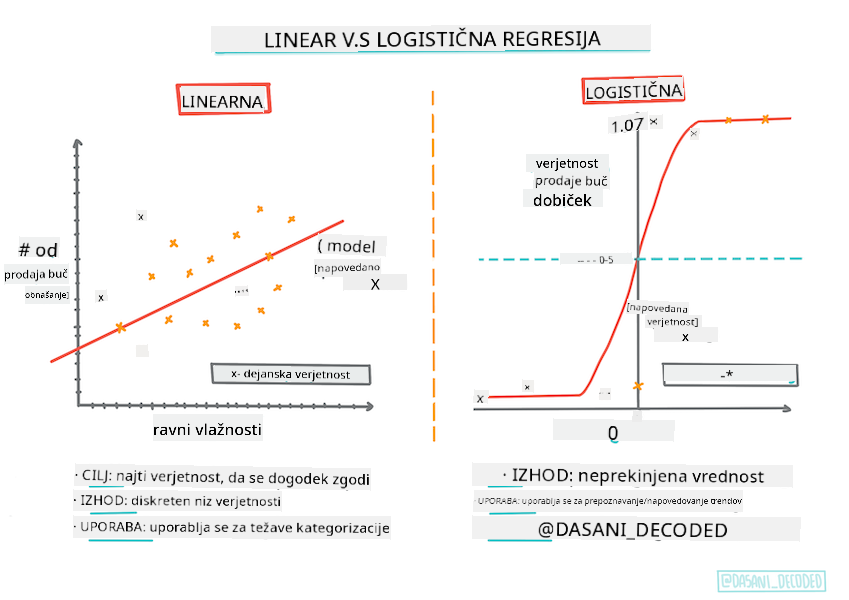 LINEAR V.S LOGISTIČNA REGRESIJA
LINEARNA
# od
prodaja buč
obnašanje]
x
x
( model
[napovedano
X
x- dejanska verjetnost
ravni vlažnosti
· CILJ: najti verjetnost, da se dogodek zgodi
· IZHOD: diskreten niz verjetnosti
· UPORABA: uporablja se za težave kategorizacije
LOGISTIČNA
1.07 x
x
verjetnost
prodaje buč
dobiček
-- - - 0-5
[napovedana
verjetnost]
x
-*
x
x
0
· IZHOD: neprekinjena vrednost
· UPORABA: uporablja se za prepoznavanje/napovedovanje trendov
@DASANI_DECODED
@DASANI_DECODED